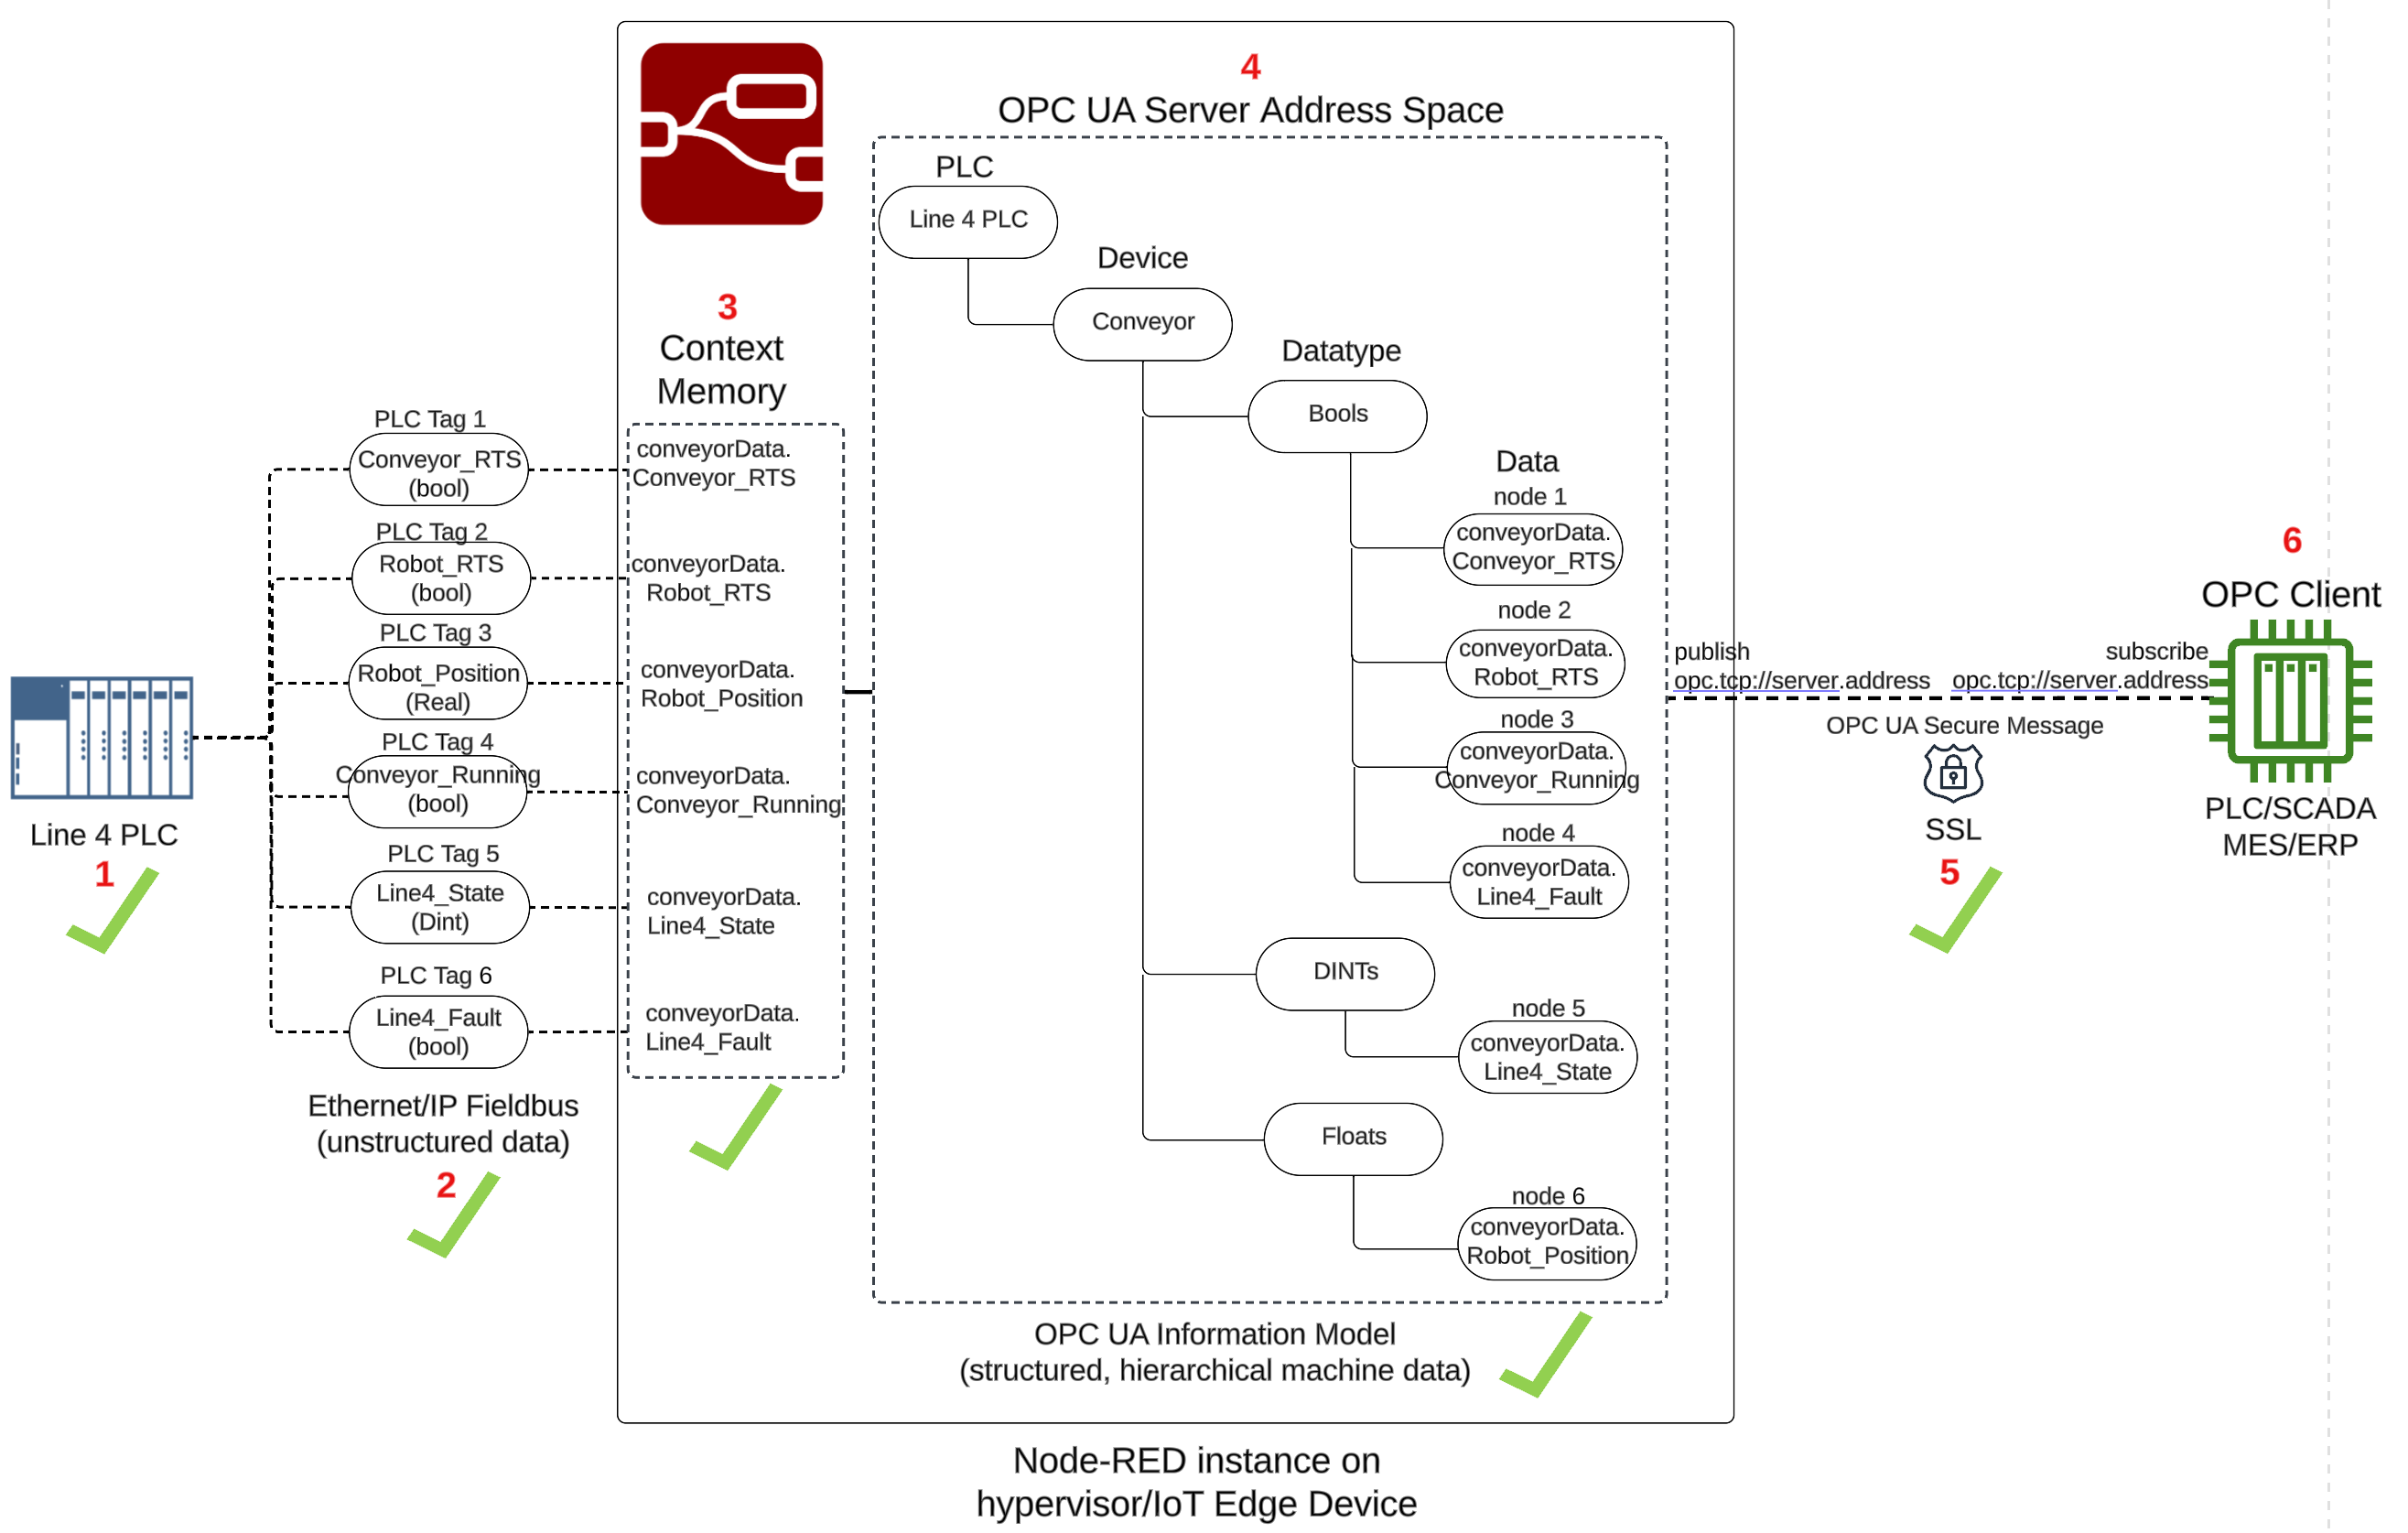 4
OPC UA Server Address Space
PLC
Line 4 PLC
Device
Conveyor
Datatype
Bools
Data
node 1
conveyorData.
Conveyor_RTS
node 2
conveyorData.
Robot_RTS
node 3
conveyorData.
Conveyor_Running
node 4
conveyorData.
Line4_Fault
DINTs
node 5
conveyorData.
Line4_State
Floats
node 6
conveyorData.
Robot_Position
OPC UA Information Model
(structured, hierarchical machine data)
3
Context
Memory
conveyorData.
Conveyor_RTS
conveyorData.
Robot_RTS
conveyorData.
Robot_Position
conveyorData.
Conveyor_Running
conveyorData.
Line4_State
conveyorData.
Line4_Fault
PLC Tag 1
Conveyor_RTS
(bool)
PLC Tag 2
Robot_RTS
(bool)
PLC Tag 3
Robot_Position
(Real)
PLC Tag 4
Conveyor_Running
(bool)
PLC Tag 5
Line4_State
(Dint)
PLC Tag 6
Line4_Fault
(bool)
Ethernet/IP Fieldbus
(unstructured data)
2
Line 4 PLC
1
publish
opc.tcp://server.address
subscribe
opc.tcp://server.address
OPC UA Secure Message
SSL
5
6
OPC Client
PLC/SCADA
MES/ERP
Node-RED instance on
hypervisor/IoT Edge Device